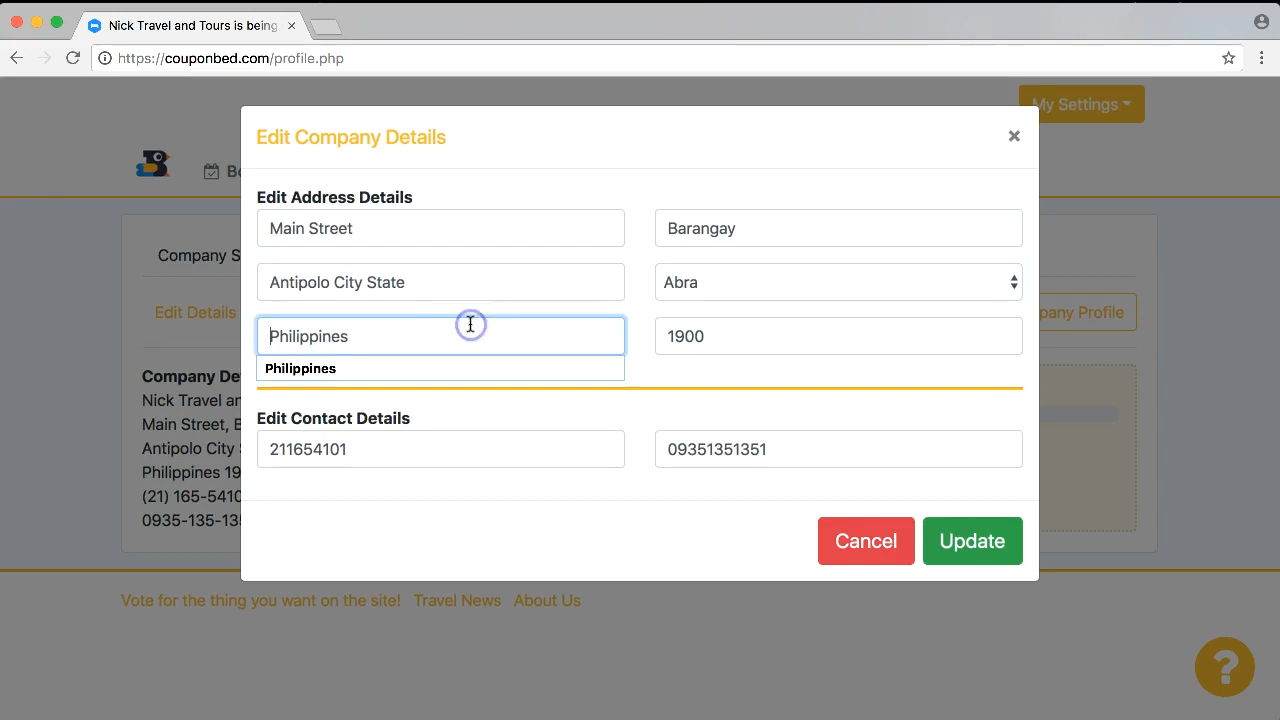 Nick Travel and Tours is being
https://couponbed.com/profile.php
My Settings
Edit Company Details
Edit Address Details
Main Street
Barangay
Company S
Antipolo City State
Abra
Edit Details
pany Profile
Philippines
1900
Philippines
Company De
Nick Travel an
Edit Contact Details
Main Street, B
Antipolo City
211654101
09351351351
Philippines 19
(21) 165-5410
0935-135-135
Cancel
Update
Vote for the thing you want on the site! Travel News About Us
?